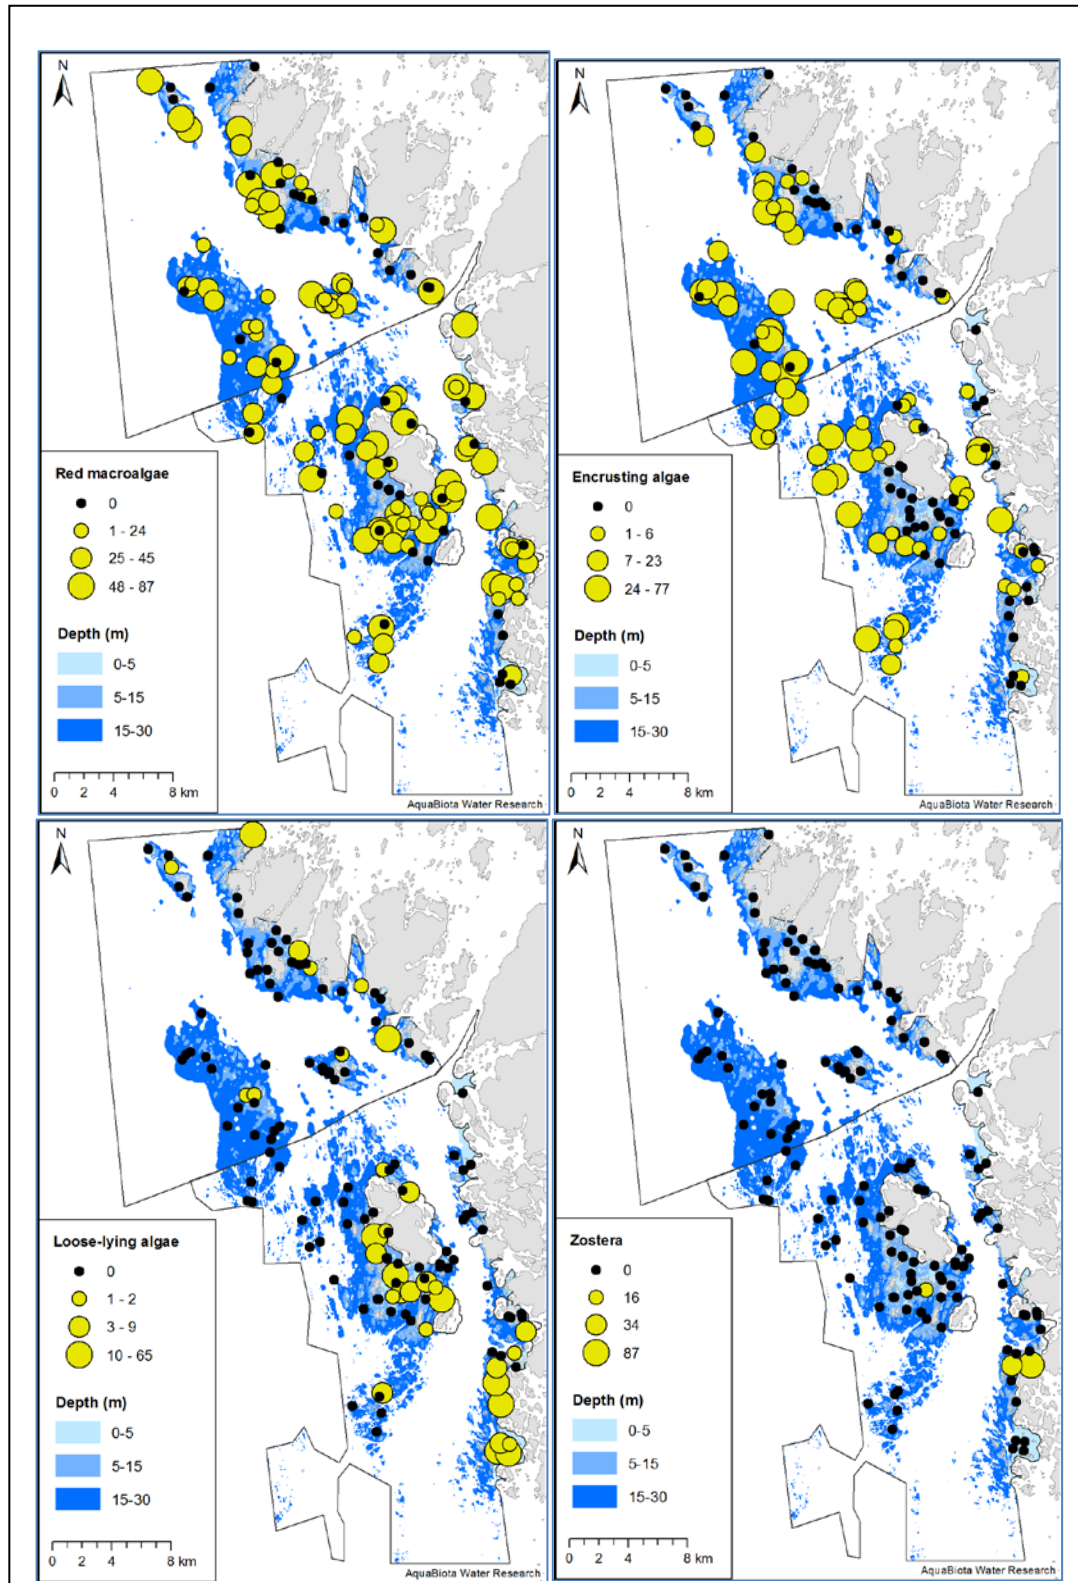 N
Red macroalgae
0
1 - 24
25 - 45
48 - 87
Depth (m)
0-5
5-15
15-30
0 2 4 8 km
AquaBiota Water Research
N
Encrusting algae
0
1 - 6
7 - 23
24 - 77
Depth (m)
0-5
5-15
15-30
0 2 4 8 km
AquaBiota Water Research
N
Loose-lying algae
0
1 - 2
3 - 9
10 - 65
Depth (m)
0-5
5-15
15-30
0 2 4 8 km
AquaBiota Water Research
N
Zostera
0
16
34
87
Depth (m)
0-5
5-15
15-30
0 2 4 8 km
AquaBiota Water Research